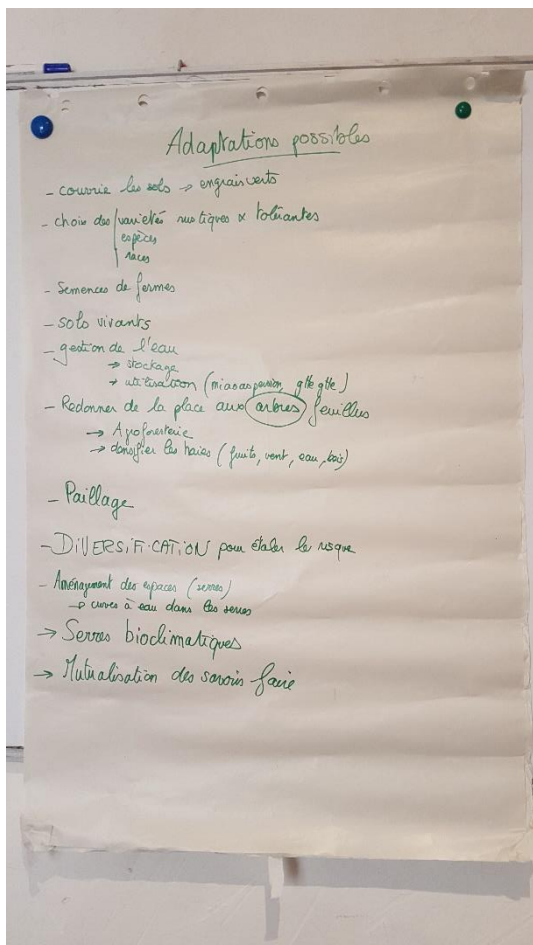 Adaptations possibles
- couvrir les sols → engrais verts
- choix des variétés rustiques & tolérantes
espèces
races
- Semences de fermes
- sols vivants
- gestion de l'eau
→ stockage
→ utilisation (microaspersion, gtte gtte)
- Redonner de la place aux arbres feuillus
→ Agroforesterie
→ densifier les haies (fruits, vent, eau, bois)
- Paillage
- DIVERSIFICATION pour étaler le risque
- Aménagement des espaces (serres)
→ cuves à eau dans les serres
→ Serres bioclimatiques
→ Mutualisation des savoirs faire